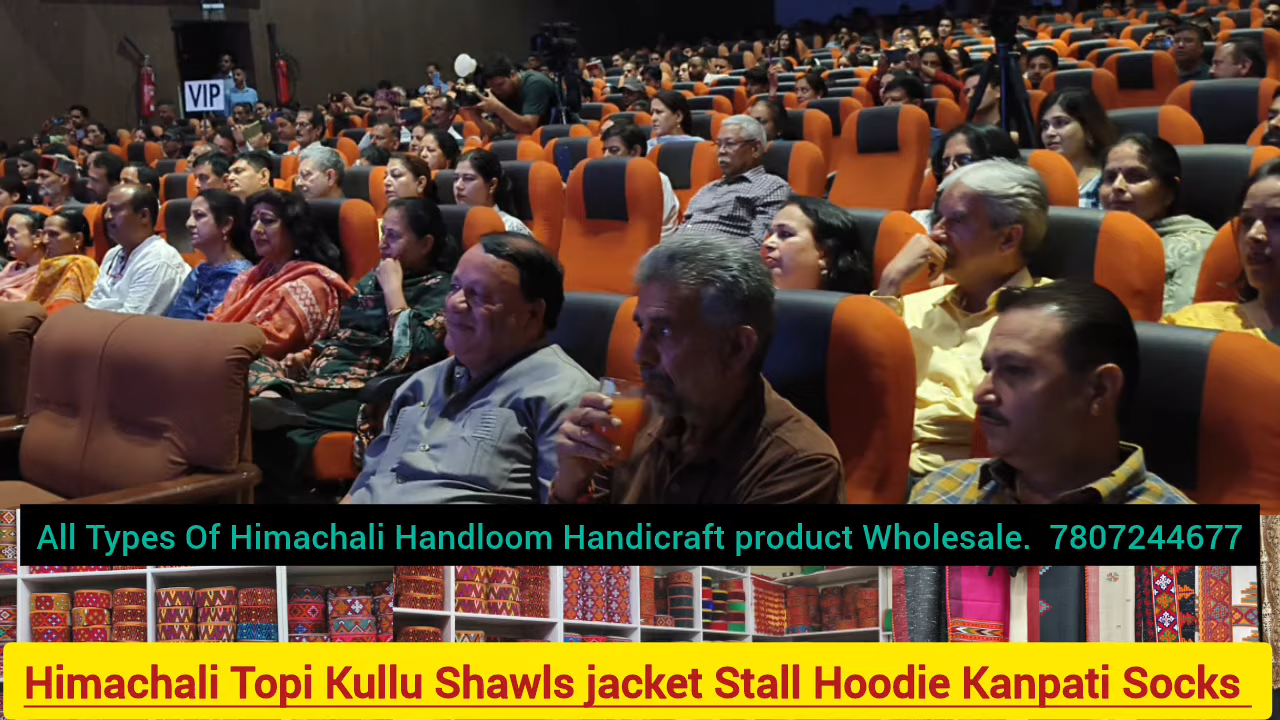 VIP
All Types Of Himachali Handloom Handicraft product Wholesale. 7807244677
Himachali Topi Kullu Shawls jacket Stall Hoodie Kanpati Socks